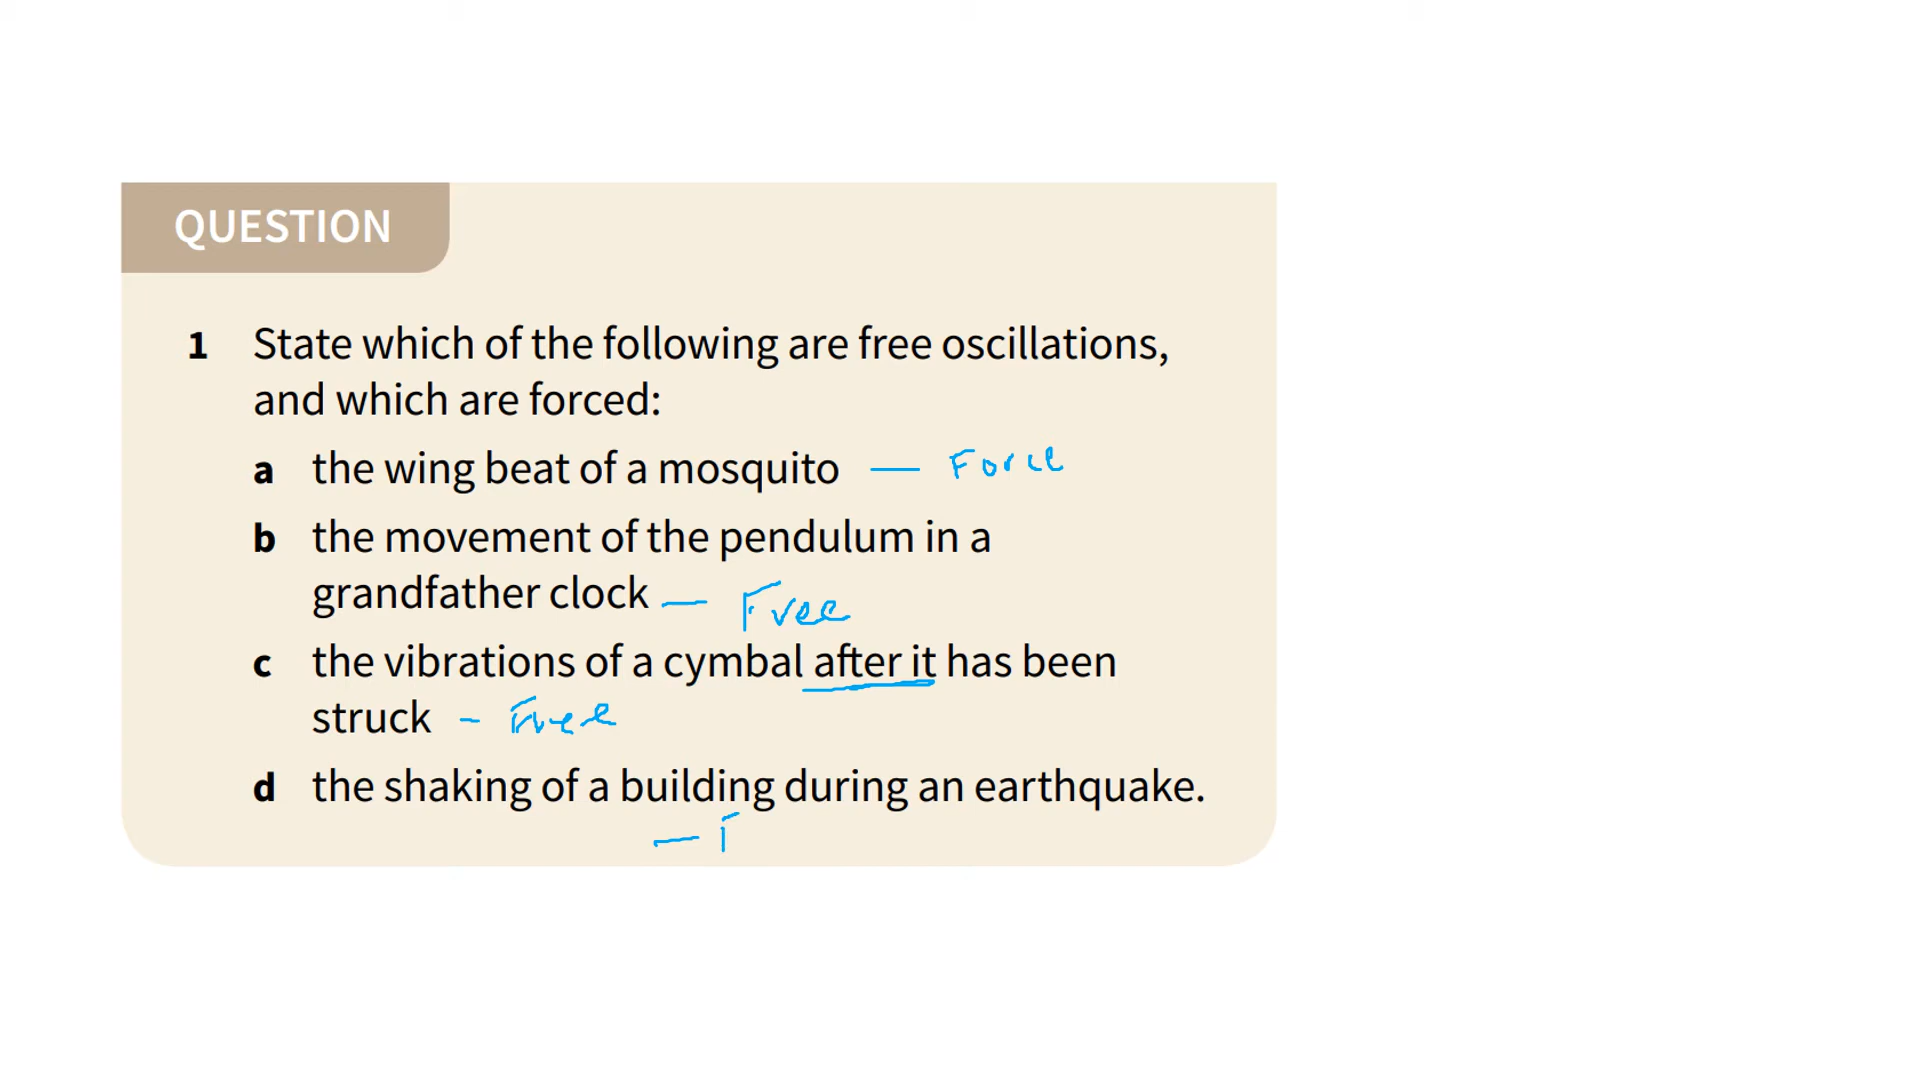 QUESTION
1 State which of the following are free oscillations,
and which are forced:
a the wing beat of a mosquito — Force
b the movement of the pendulum in a
grandfather clock — Free
c the vibrations of a cymbal after it has been
struck - Free
d the shaking of a building during an earthquake.
— F